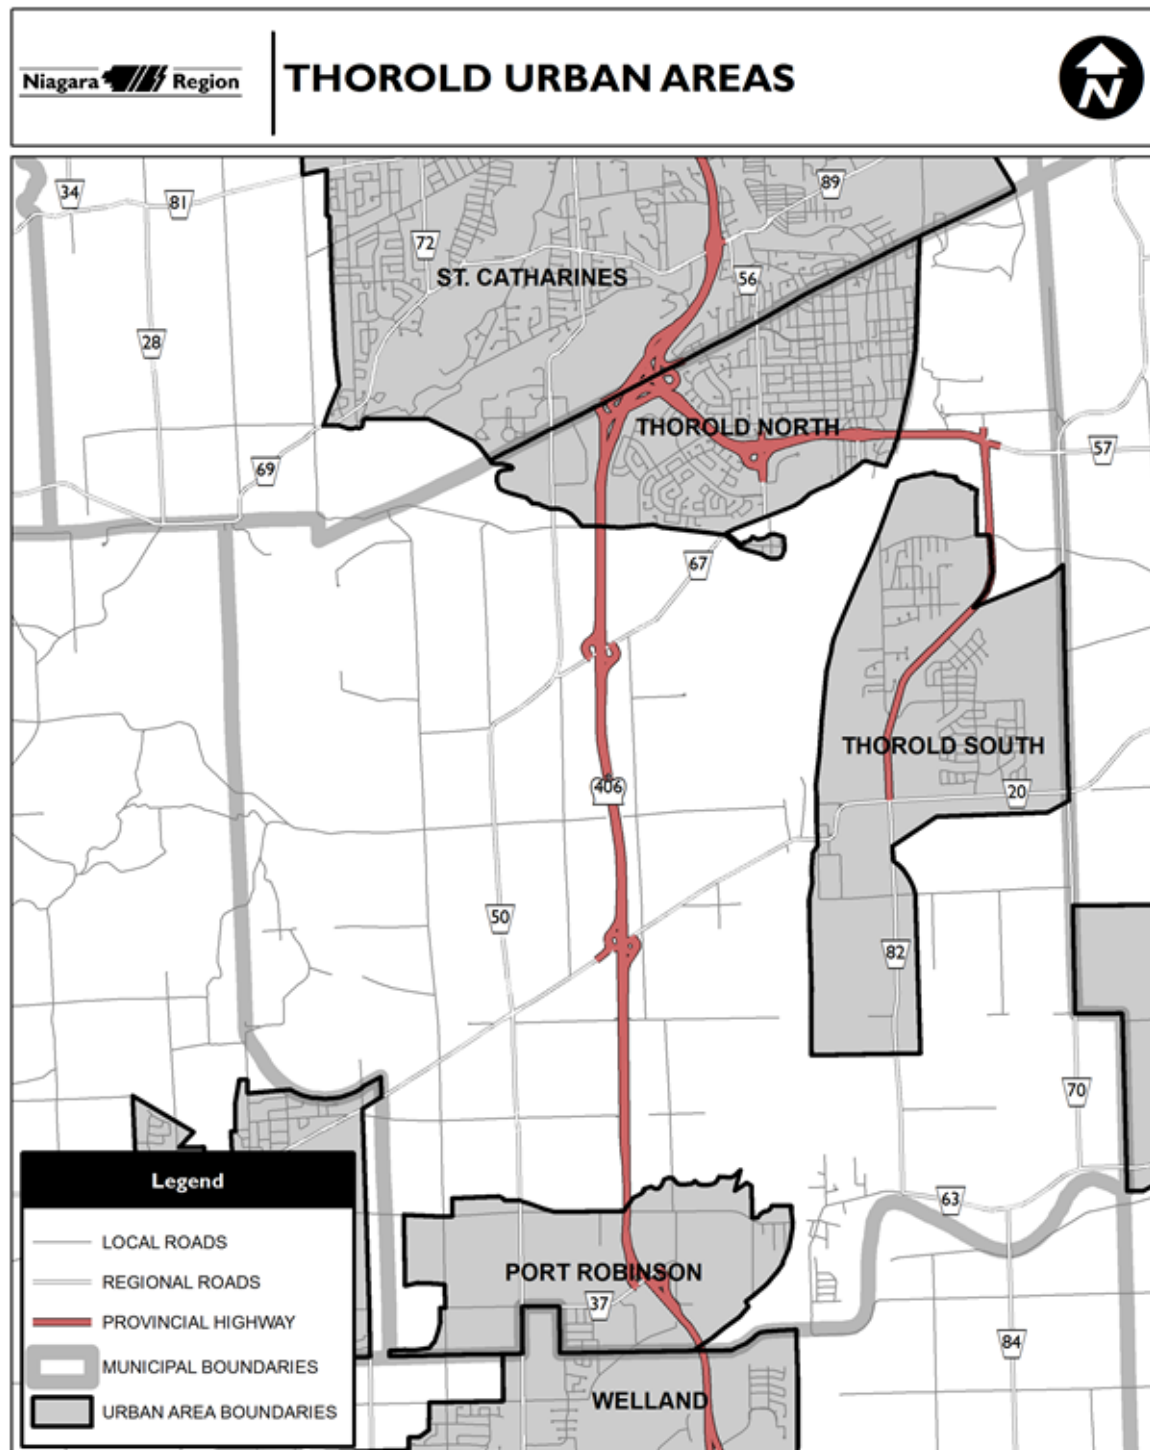 Niagara Region
THOROLD URBAN AREAS
N
34
81
89
72
ST. CATHARINES
56
28
THOROLD NORTH
57
69
67
THOROLD SOUTH
406
20
50
82
70
63
PORT ROBINSON
37
84
WELLAND
Legend
LOCAL ROADS
REGIONAL ROADS
PROVINCIAL HIGHWAY
MUNICIPAL BOUNDARIES
URBAN AREA BOUNDARIES